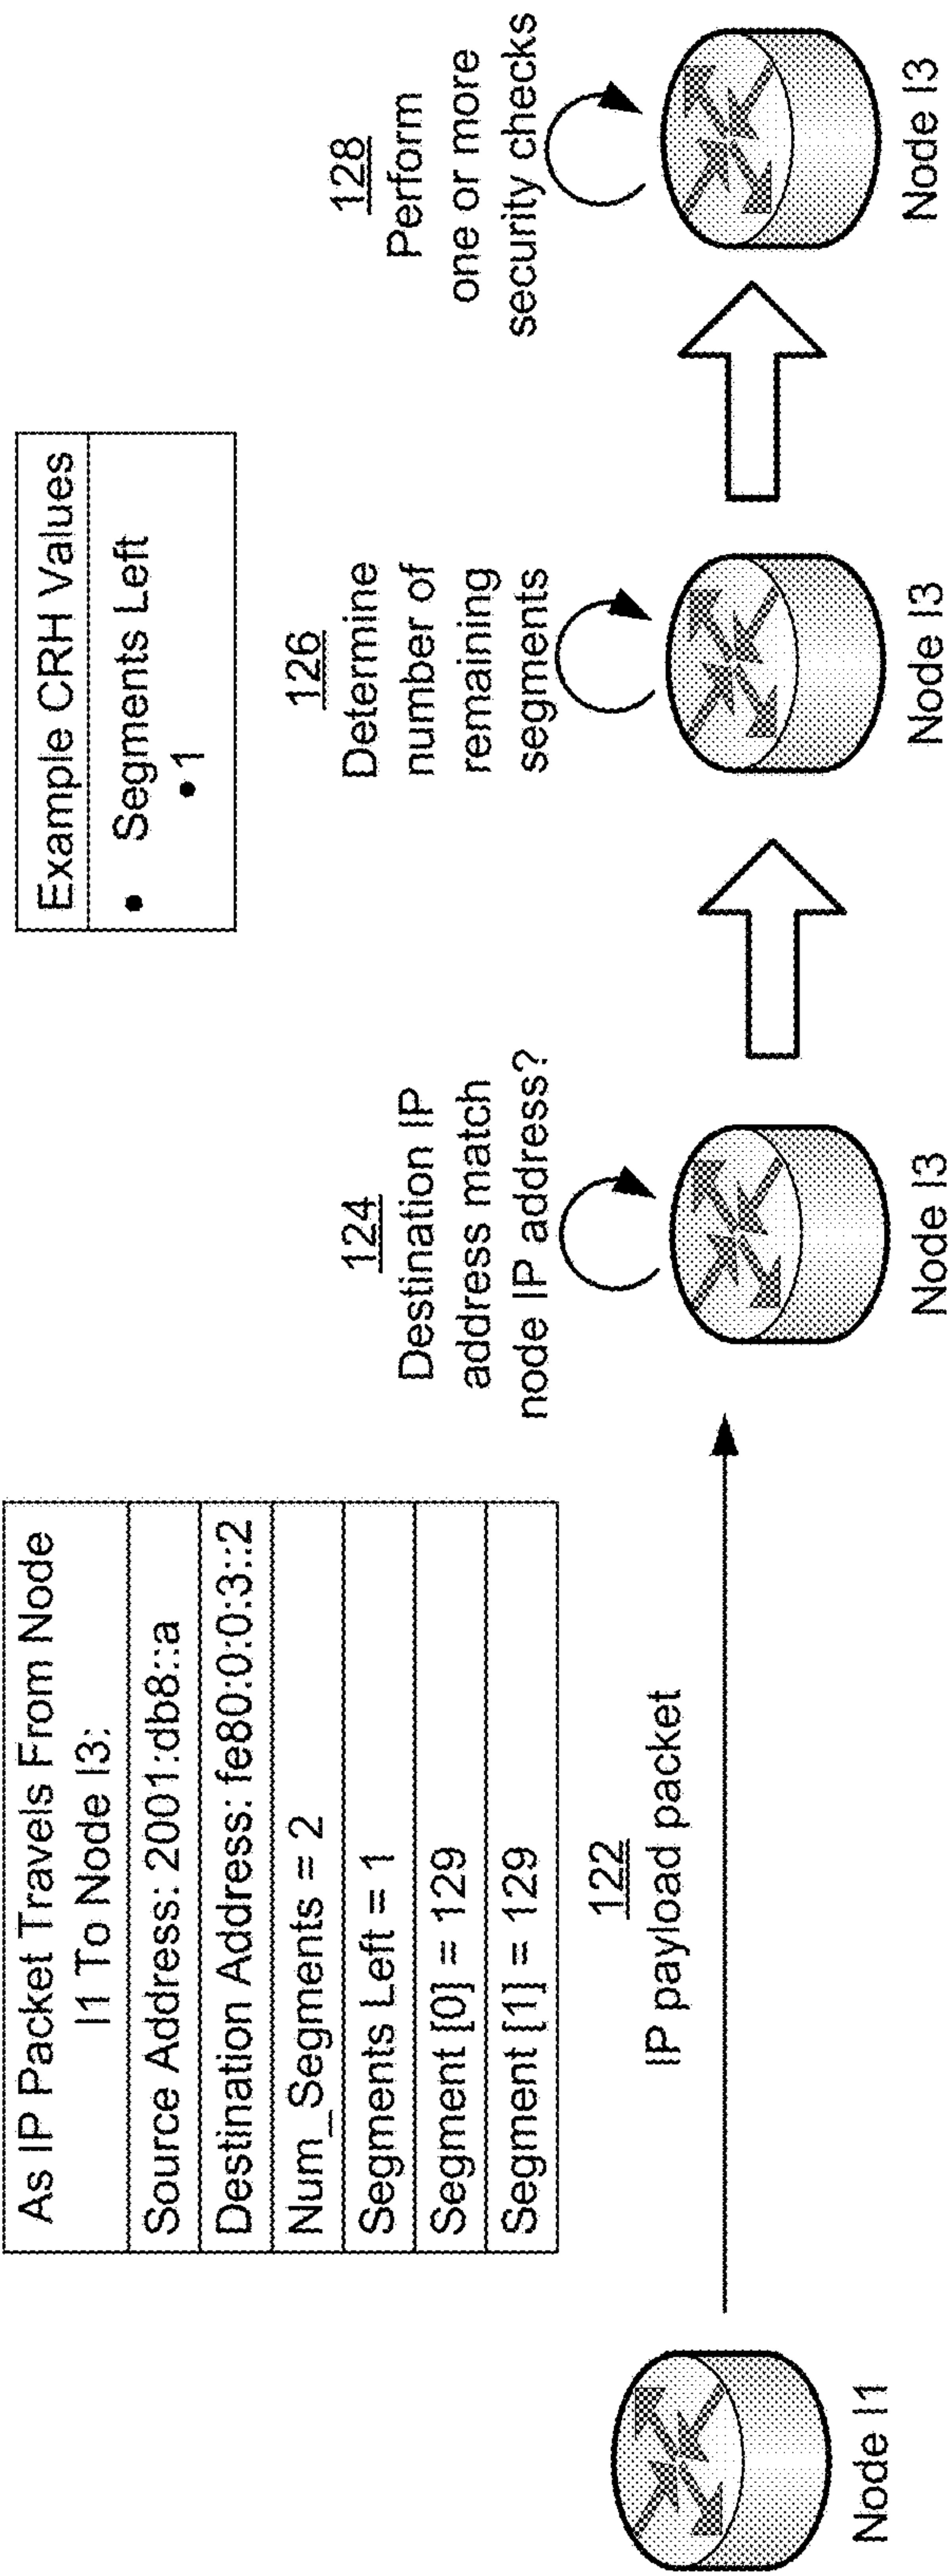 As IP Packet Travels From Node
I1 To Node I3:
Source Address: 2001:db8::a
Destination Address: fe80:0:0:3::2
Num_Segments = 2
Segments Left = 1
Segment [0] = 129
Segment [1] = 129
Example CRH Values
• Segments Left
• 1
122
IP payload packet
124
Destination IP
address match
node IP address?
126
Determine
number of
remaining
segments
128
Perform
one or more
security checks
Node I1
Node I3
Node I3
Node I3